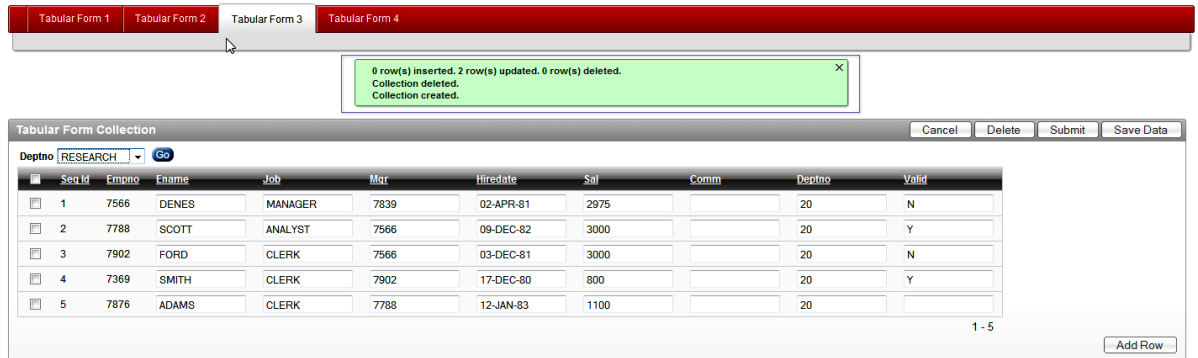 Tabular Form 1 Tabular Form 2 Tabular Form 3 Tabular Form 4
0 row(s) inserted. 2 row(s) updated. 0 row(s) deleted.
Collection deleted.
Collection created.
Tabular Form Collection Cancel Delete Submit Save Data
Deptno RESEARCH Go
Seq Id Empno Ename Job Mgr Hiredate Sal Comm Deptno Valid
1 7566 DENES MANAGER 7839 02-APR-81 2975 20 N
2 7788 SCOTT ANALYST 7566 09-DEC-82 3000 20 Y
3 7902 FORD CLERK 7566 03-DEC-81 3000 20 N
4 7369 SMITH CLERK 7902 17-DEC-80 800 20 Y
5 7876 ADAMS CLERK 7788 12-JAN-83 1100 20
1 - 5
Add Row